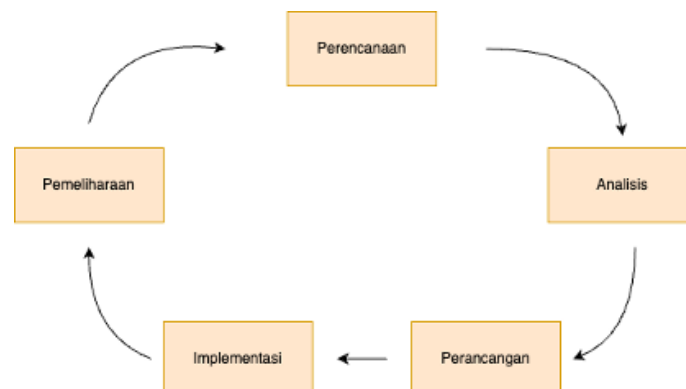 Perencanaan
Analisis
Perancangan
Implementasi
Pemeliharaan